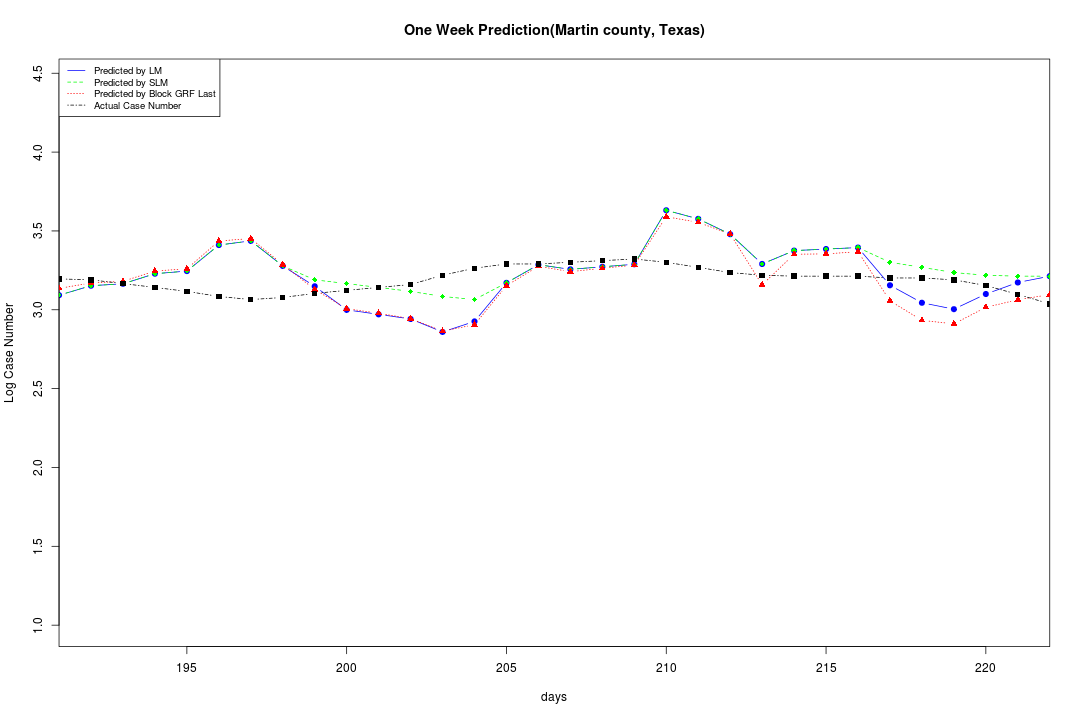 One Week Prediction(Martin county, Texas)
Predicted by LM
Predicted by SLM
Predicted by Block GRF Last
Actual Case Number
Log Case Number
4.5
4.0
3.5
3.0
2.5
2.0
1.5
1.0
195 200 205 210 215 220
days